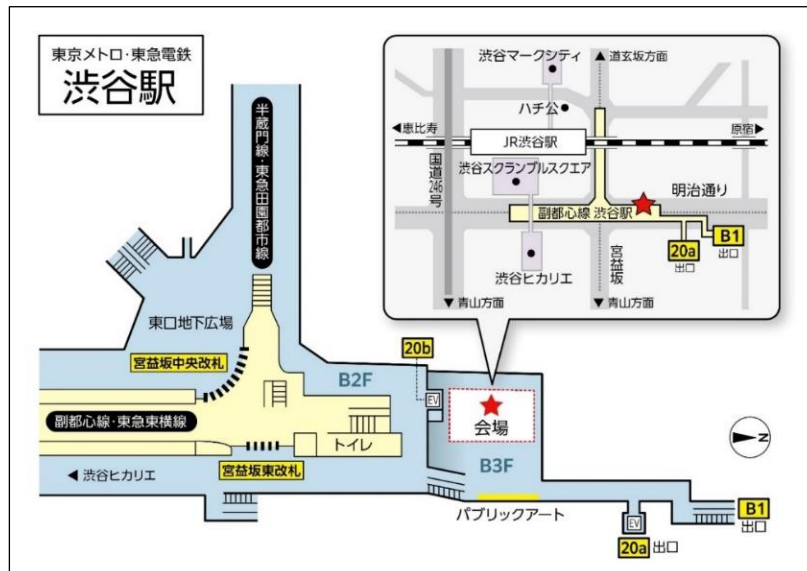 東京メトロ・東急電鉄
渋谷駅
半蔵門線・東急田園都市線
東口地下広場
宮益坂中央改札
副都心線・東急東横線
宮益坂東改札
◀ 渋谷ヒカリエ
トイレ
B2F
20b
EV
会場
B3F
パブリックアート
EV
20a 出口
B1
出口
N
渋谷マークシティ
▲道玄坂方面
ハチ公
◀恵比寿
JR渋谷駅
原宿▶
国道246号
渋谷スクランブルスクエア
明治通り
副都心線 渋谷駅
B1
出口
20a
出口
宮益坂
渋谷ヒカリエ
▼青山方面
▼青山方面